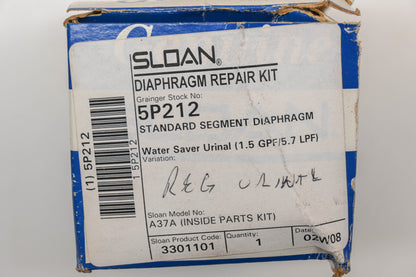 Genuine
SLOAN
DIAPHRAGM REPAIR KIT
Grainger Stock No:
5P212
STANDARD SEGMENT DIAPHRAGM
Water Saver Urinal (1.5 GPF/5.7 LPF)
Variation:
REG URINAL
Sloan Model No:
A37A (INSIDE PARTS KIT)
Sloan Product Code: Quantity: Date:
3301101 1 02W08
(1) 5P212
1 5P212